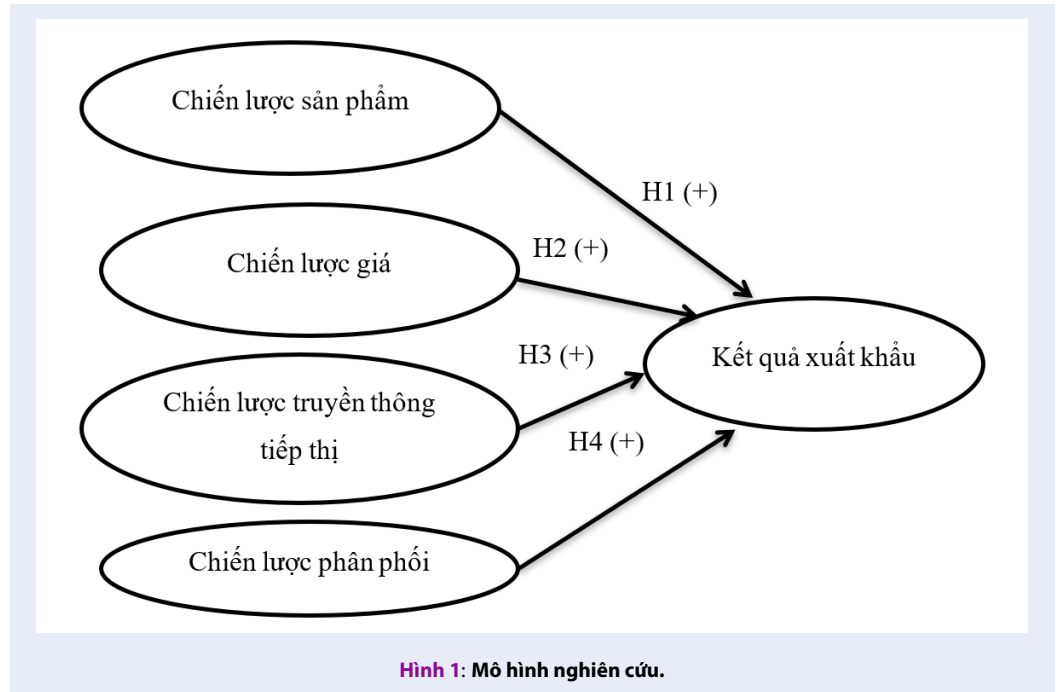 Chiến lược sản phẩm
H1 (+)
Chiến lược giá
H2 (+)
Kết quả xuất khẩu
H3 (+)
Chiến lược truyền thông
tiếp thị
H4 (+)
Chiến lược phân phối
Hình 1: Mô hình nghiên cứu.